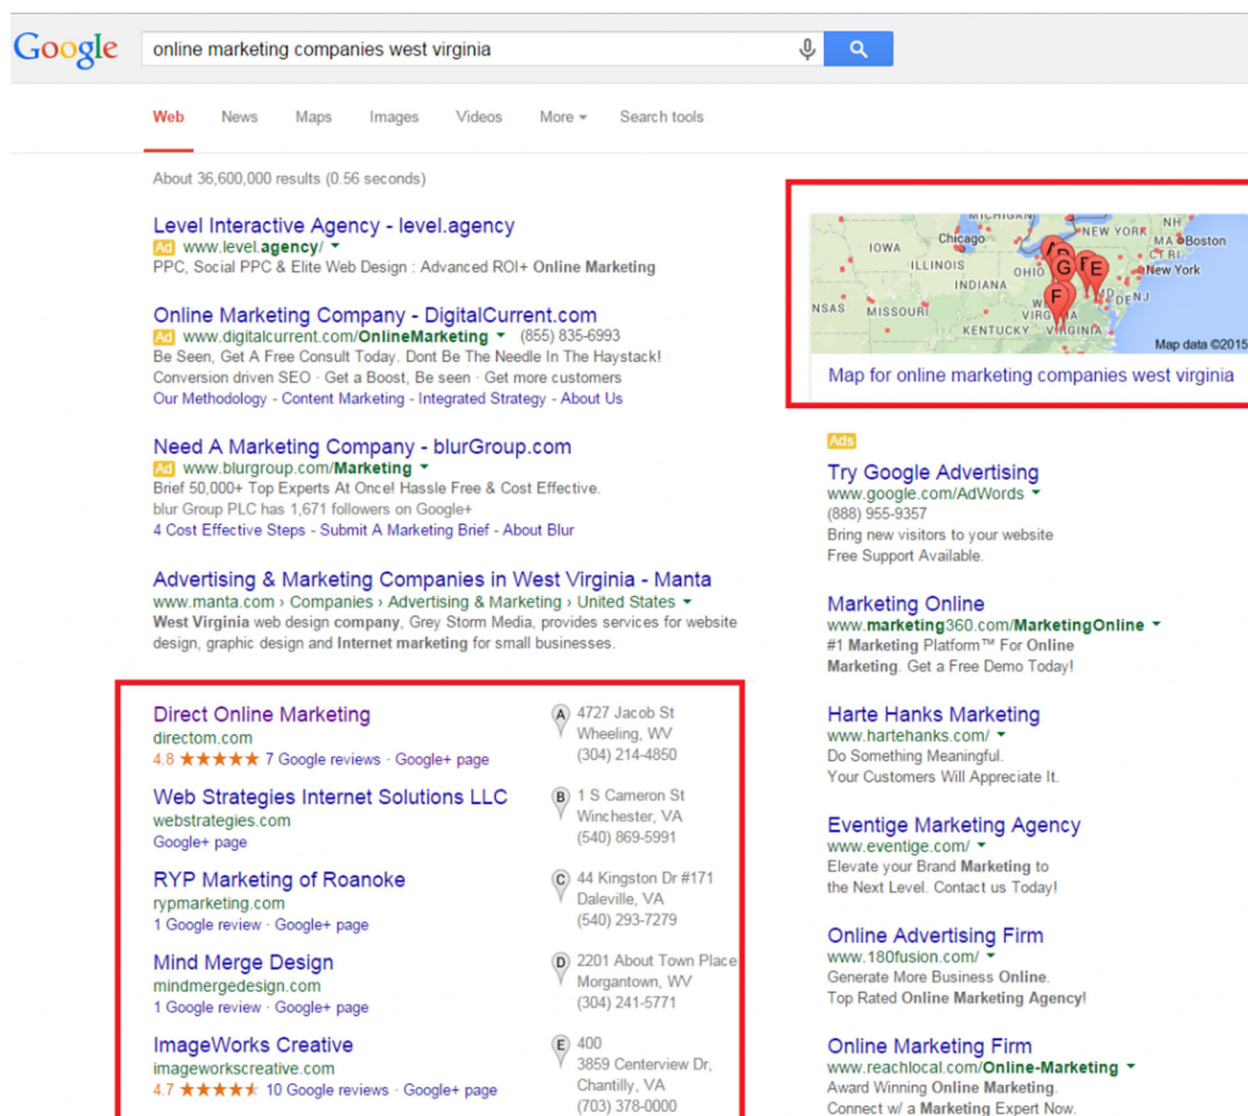 Google
online marketing companies west virginia
Web News Maps Images Videos More Search tools
About 36,600,000 results (0.56 seconds)
Level Interactive Agency - level.agency
Ad www.level.agency/
PPC, Social PPC & Elite Web Design : Advanced ROI+ Online Marketing
Online Marketing Company - DigitalCurrent.com
Ad www.digitalcurrent.com/OnlineMarketing (855) 835-6993
Be Seen, Get A Free Consult Today. Dont Be The Needle In The Haystack!
Conversion driven SEO · Get a Boost, Be seen · Get more customers
Our Methodology - Content Marketing - Integrated Strategy - About Us
Need A Marketing Company - blurGroup.com
Ad www.blurgroup.com/Marketing
Brief 50,000+ Top Experts At Once! Hassle Free & Cost Effective.
blur Group PLC has 1,671 followers on Google+
4 Cost Effective Steps - Submit A Marketing Brief - About Blur
Advertising & Marketing Companies in West Virginia - Manta
www.manta.com › Companies › Advertising & Marketing › United States
West Virginia web design company, Grey Storm Media, provides services for website
design, graphic design and Internet marketing for small businesses.
Direct Online Marketing
directom.com
4.8 ★★★★★ 7 Google reviews · Google+ page
A 4727 Jacob St
Wheeling, WV
(304) 214-4850
Web Strategies Internet Solutions LLC
webstrategies.com
Google+ page
B 1 S Cameron St
Winchester, VA
(540) 869-5991
RYP Marketing of Roanoke
rypmarketing.com
1 Google review · Google+ page
C 44 Kingston Dr #171
Daleville, VA
(540) 293-7279
Mind Merge Design
mindmergedesign.com
1 Google review · Google+ page
D 2201 About Town Place
Morgantown, WV
(304) 241-5771
ImageWorks Creative
imageworkscreative.com
4.7 10 Google reviews · Google+ page
E 400
3859 Centerview Dr,
Chantilly, VA
(703) 378-0000
MICHIGAN
NH
NEW YORK
IOWA
Chicago
MA Boston
CT RI
ILLINOIS
OHIO
G
E
New York
INDIANA
F
MD
DE NJ
NSAS
MISSOURI
VIRGINIA
KENTUCKY
VIRGINIA
Map data ©2015
Map for online marketing companies west virginia
Ads
Try Google Advertising
www.google.com/AdWords
(888) 955-9357
Bring new visitors to your website
Free Support Available.
Marketing Online
www.marketing360.com/MarketingOnline
#1 Marketing Platform™ For Online
Marketing. Get a Free Demo Today!
Harte Hanks Marketing
www.hartehanks.com/
Do Something Meaningful.
Your Customers Will Appreciate It.
Eventige Marketing Agency
www.eventige.com/
Elevate your Brand Marketing to
the Next Level. Contact us Today!
Online Advertising Firm
www.180fusion.com/
Generate More Business Online.
Top Rated Online Marketing Agency!
Online Marketing Firm
www.reachlocal.com/Online-Marketing
Award Winning Online Marketing.
Connect w/ a Marketing Expert Now.